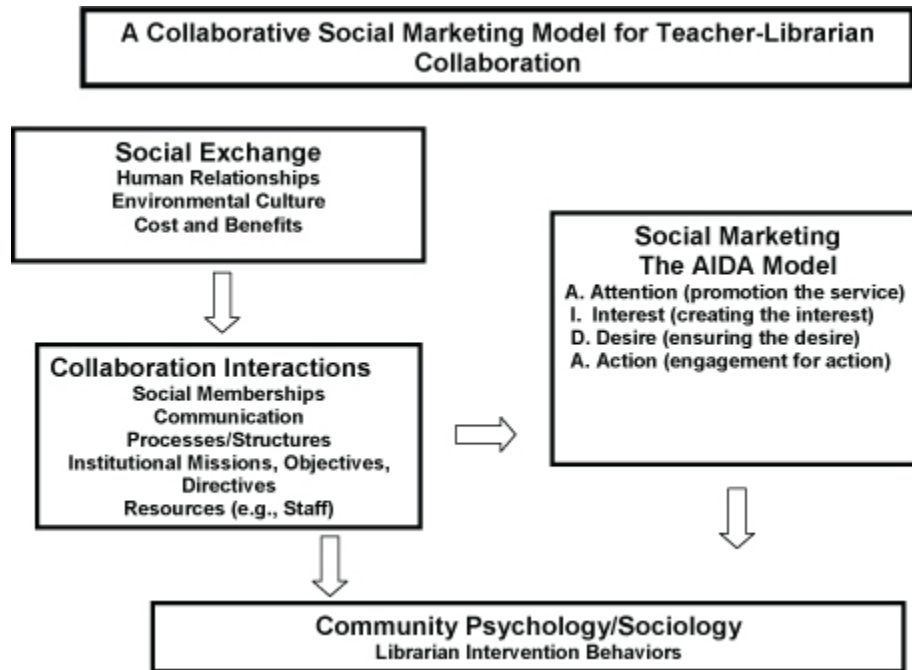 A Collaborative Social Marketing Model for Teacher-Librarian
Collaboration
Social Exchange
Human Relationships
Environmental Culture
Cost and Benefits
Collaboration Interactions
Social Memberships
Communication
Processes/Structures
Institutional Missions, Objectives,
Directives
Resources (e.g., Staff)
Social Marketing
The AIDA Model
A. Attention (promotion the service)
I. Interest (creating the interest)
D. Desire (ensuring the desire)
A. Action (engagement for action)
Community Psychology/Sociology
Librarian Intervention Behaviors